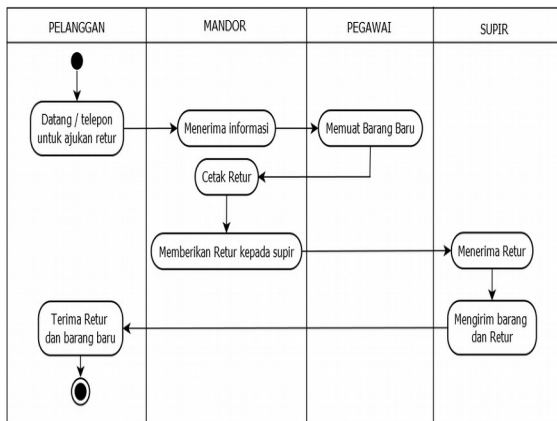 PELANGGAN
MANDOR
PEGAWAI
SUPIR
Datang / telepon
untuk ajukan retur
Menerima informasi
Memuat Barang Baru
Cetak Retur
Memberikan Retur kepada supir
Menerima Retur
Mengirim barang
dan Retur
Terima Retur
dan barang baru